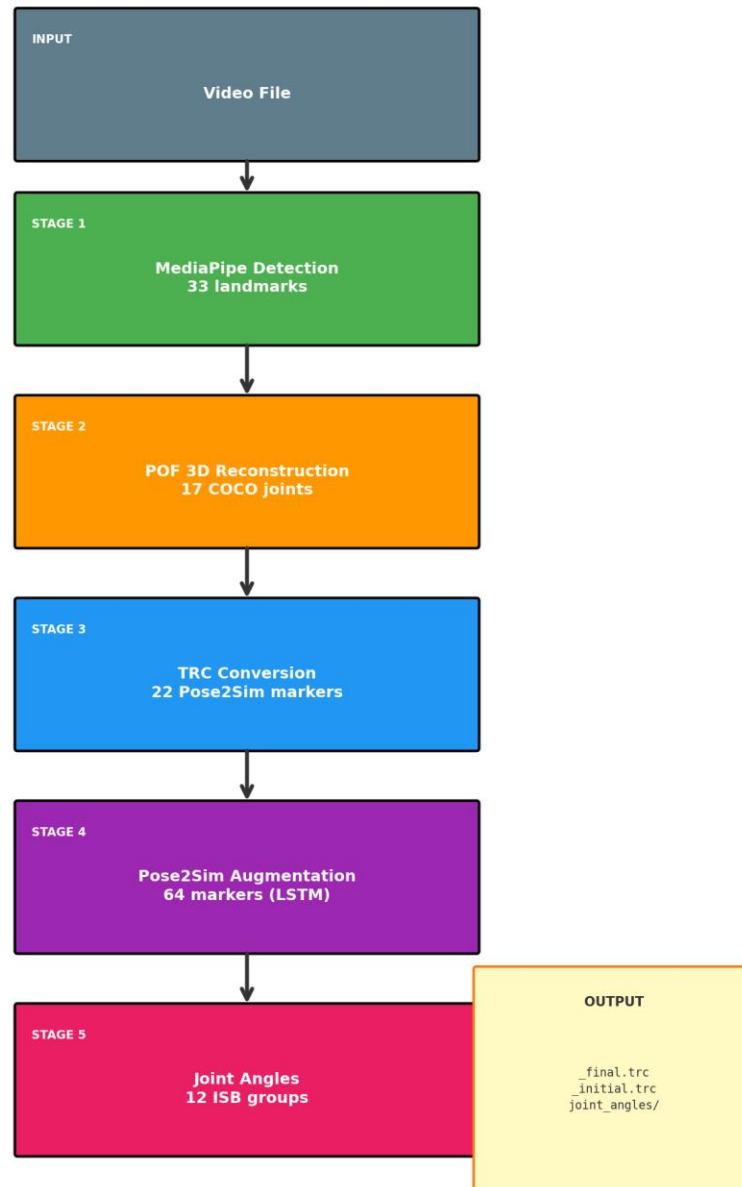 INPUT
Video File
STAGE 1
MediaPipe Detection
33 landmarks
STAGE 2
POF 3D Reconstruction
17 COCO joints
STAGE 3
TRC Conversion
22 Pose2Sim markers
STAGE 4
Pose2Sim Augmentation
64 markers (LSTM)
STAGE 5
Joint Angles
12 ISB groups
OUTPUT
_final.trc
_initial.trc
joint_angles/